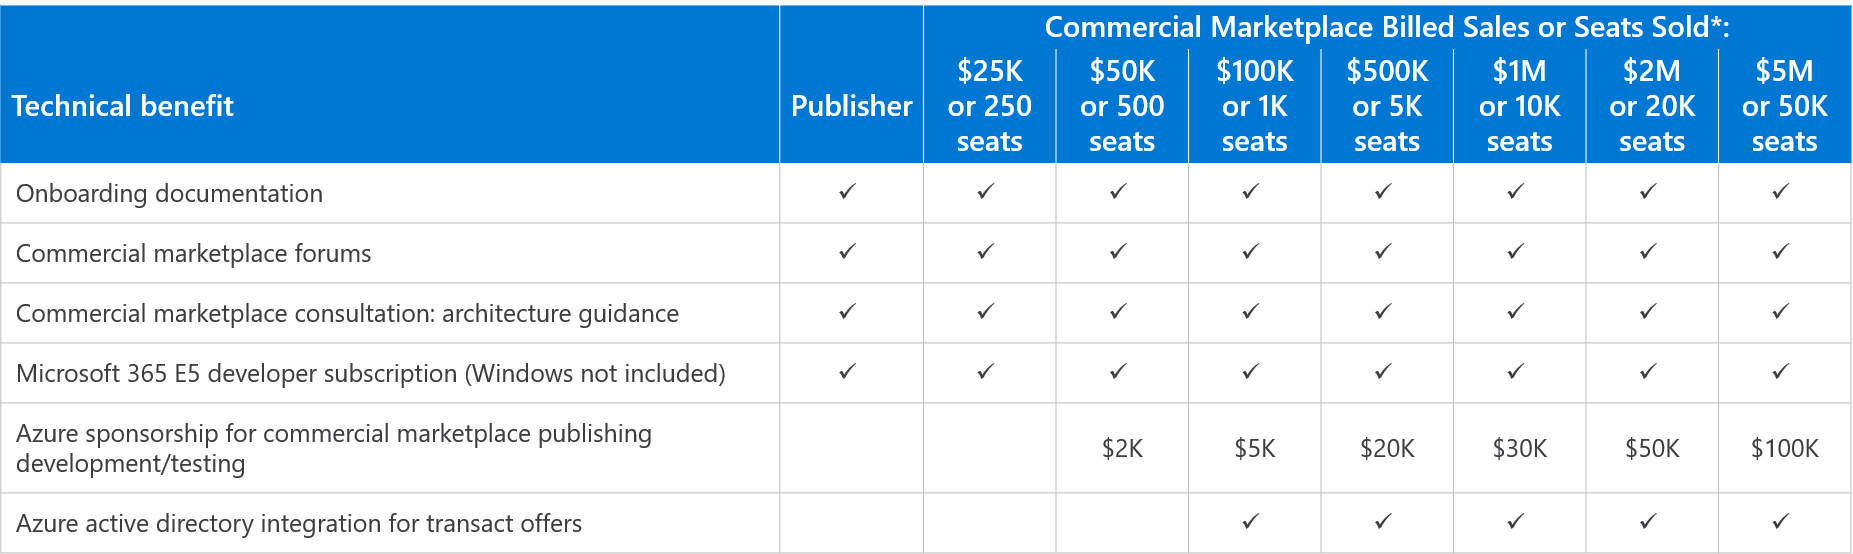 Commercial Marketplace Billed Sales or Seats Sold*:
Technical benefit
Publisher
$25K
or 250
seats
$50K
or 500
seats
$100K
or 1K
seats
$500K
or 5K
seats
$1M
or 10K
seats
$2M
or 20K
seats
$5M
or 50K
seats
Onboarding documentation ✓ ✓ ✓ ✓ ✓ ✓ ✓ ✓
Commercial marketplace forums ✓ ✓ ✓ ✓ ✓ ✓ ✓ ✓
Commercial marketplace consultation: architecture guidance ✓ ✓ ✓ ✓ ✓ ✓ ✓ ✓
Microsoft 365 E5 developer subscription (Windows not included) ✓ ✓ ✓ ✓ ✓ ✓ ✓ ✓
Azure sponsorship for commercial marketplace publishing
development/testing
$2K $5K $20K $30K $50K $100K
Azure active directory integration for transact offers ✓ ✓ ✓ ✓ ✓